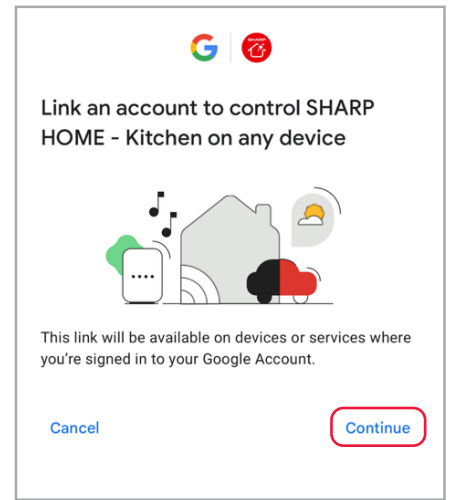 SHARP
Link an account to control SHARP
HOME - Kitchen on any device
This link will be available on devices or services where
you're signed in to your Google Account.
Cancel
Continue